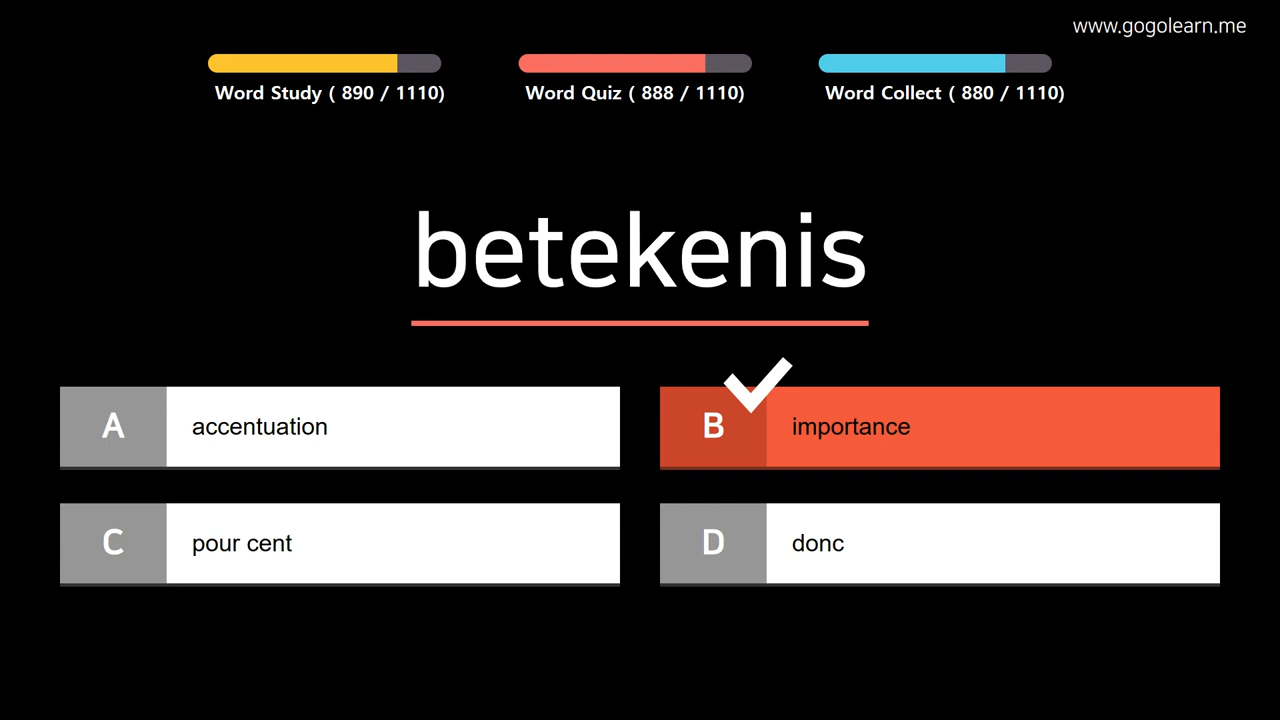 www.gogolearn.me
Word Study ( 890 / 1110)
Word Quiz ( 888 / 1110)
Word Collect ( 880 / 1110)
betekenis
A accentuation
B importance
C pour cent
D donc